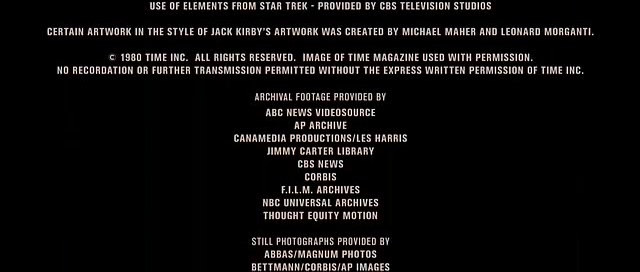 USE OF ELEMENTS FROM STAR TREK - PROVIDED BY CBS TELEVISION STUDIOS
CERTAIN ARTWORK IN THE STYLE OF JACK KIRBY'S ARTWORK WAS CREATED BY MICHAEL MAHER AND LEONARD MORGANTI.
© 1980 TIME INC. ALL RIGHTS RESERVED. IMAGE OF TIME MAGAZINE USED WITH PERMISSION.
NO RECORDATION OR FURTHER TRANSMISSION PERMITTED WITHOUT THE EXPRESS WRITTEN PERMISSION OF TIME INC.
ARCHIVAL FOOTAGE PROVIDED BY
ABC NEWS VIDEOSOURCE
AP ARCHIVE
CANAMEDIA PRODUCTIONS/LES HARRIS
JIMMY CARTER LIBRARY
CBS NEWS
CORBIS
F.I.L.M. ARCHIVES
NBC UNIVERSAL ARCHIVES
THOUGHT EQUITY MOTION
STILL PHOTOGRAPHS PROVIDED BY
ABBAS/MAGNUM PHOTOS
BETTMANN/CORBIS/AP IMAGES